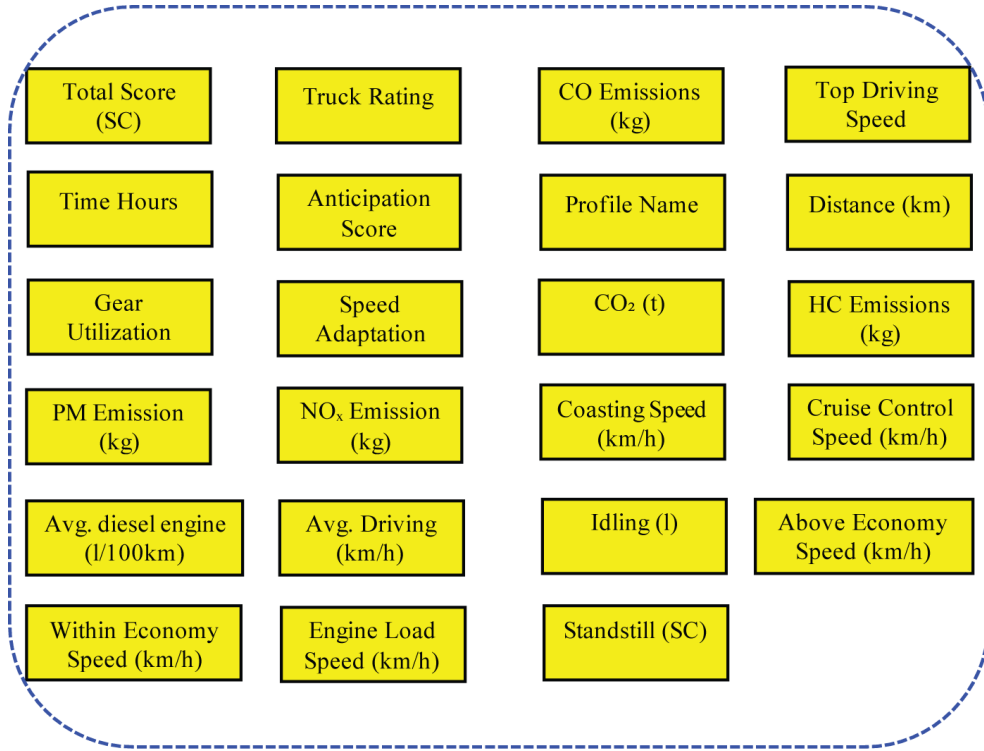 Total Score
(SC)
Truck Rating
CO Emissions
(kg)
Top Driving
Speed
Time Hours
Anticipation
Score
Profile Name
Distance (km)
Gear
Utilization
Speed
Adaptation
CO₂ (t)
HC Emissions
(kg)
PM Emission
(kg)
NOₓ Emission
(kg)
Coasting Speed
(km/h)
Cruise Control
Speed (km/h)
Avg. diesel engine
(l/100km)
Avg. Driving
(km/h)
Idling (l)
Above Economy
Speed (km/h)
Within Economy
Speed (km/h)
Engine Load
Speed (km/h)
Standstill (SC)